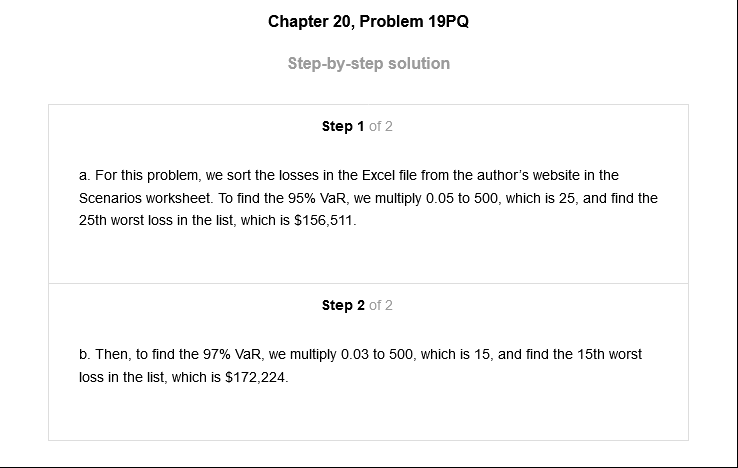 Chapter 20, Problem 19PQ
Step-by-step solution
Step 1 of 2
a. For this problem, we sort the losses in the Excel file from the author's website in the
Scenarios worksheet. To find the 95% VaR, we multiply 0.05 to 500, which is 25, and find the
25th worst loss in the list, which is $156,511.
Step 2 of 2
b. Then, to find the 97% VaR, we multiply 0.03 to 500, which is 15, and find the 15th worst
loss in the list, which is $172,224.